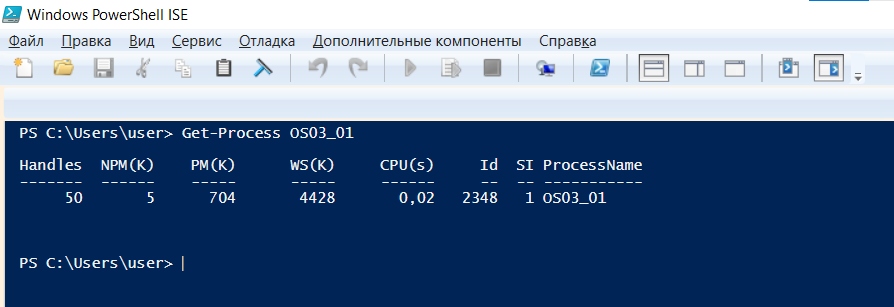 Windows PowerShell ISE
Файл Правка Вид Сервис Отладка Дополнительные компоненты Справка
PS C:\Users\user> Get-Process OS03_01
Handles NPM(K) PM(K) WS(K) CPU(s) Id SI ProcessName
------- ------ ----- ----- ------ -- -- -----------
50 5 704 4428 0,02 2348 1 OS03_01
PS C:\Users\user>